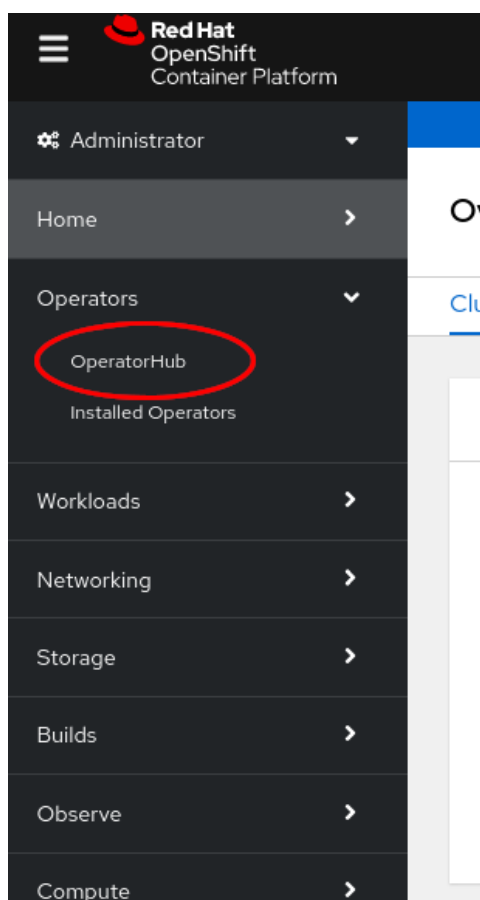 Red Hat
OpenShift
Container Platform
Administrator
Home
Operators
OperatorHub
Installed Operators
Workloads
Networking
Storage
Builds
Observe
Compute